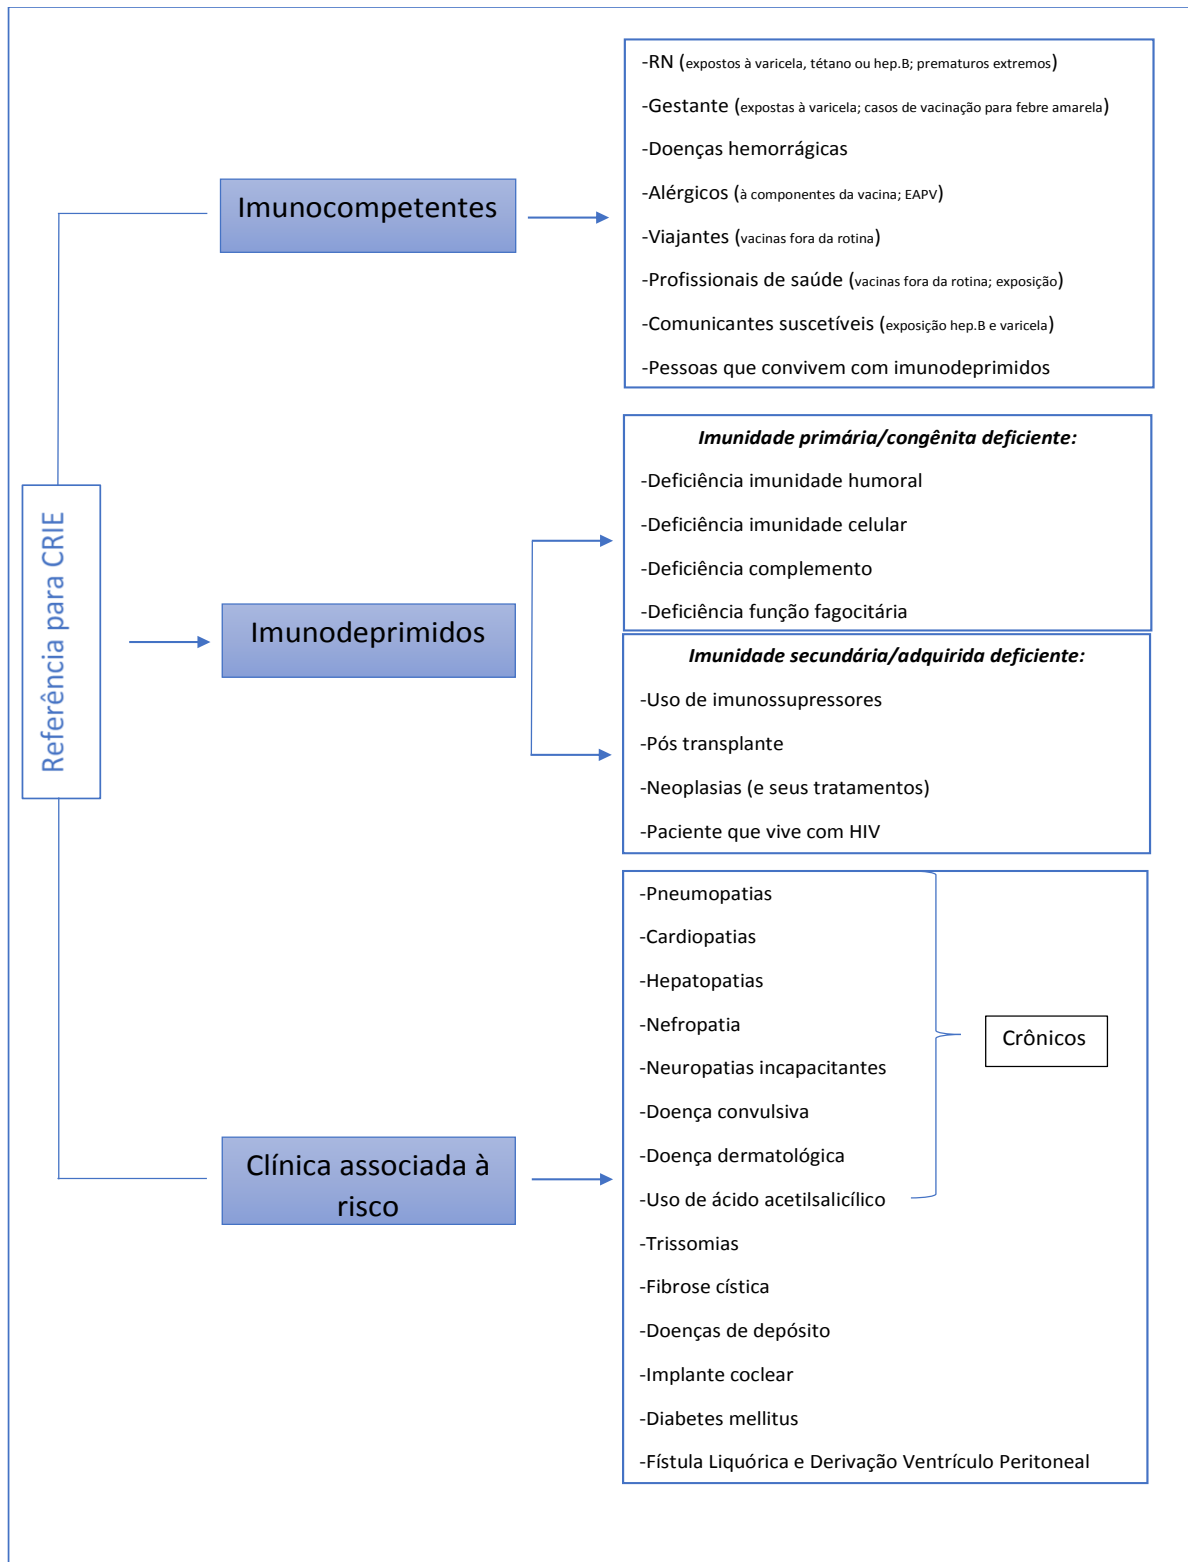 Referência para CRIE
Imunocompetentes
-RN (expostos à varicela, tétano ou hep.B; prematuros extremos)
-Gestante (expostas à varicela; casos de vacinação para febre amarela)
-Doenças hemorrágicas
-Alérgicos (à componentes da vacina; EAPV)
-Viajantes (vacinas fora da rotina)
-Profissionais de saúde (vacinas fora da rotina; exposição)
-Comunicantes suscetíveis (exposição hep.B e varicela)
-Pessoas que convivem com imunodeprimidos
Imunodeprimidos
Imunidade primária/congênita deficiente:
-Deficiência imunidade humoral
-Deficiência imunidade celular
-Deficiência complemento
-Deficiência função fagocitária
Imunidade secundária/adquirida deficiente:
-Uso de imunossupressores
-Pós transplante
-Neoplasias (e seus tratamentos)
-Paciente que vive com HIV
Clínica associada à
risco
-Pneumopatias
-Cardiopatias
-Hepatopatias
-Nefropatia
-Neuropatias incapacitantes
-Doença convulsiva
-Doença dermatológica
-Uso de ácido acetilsalicílico
Crônicos
-Trissomias
-Fibrose cística
-Doenças de depósito
-Implante coclear
-Diabetes mellitus
-Fístula Liquórica e Derivação Ventrículo Peritoneal